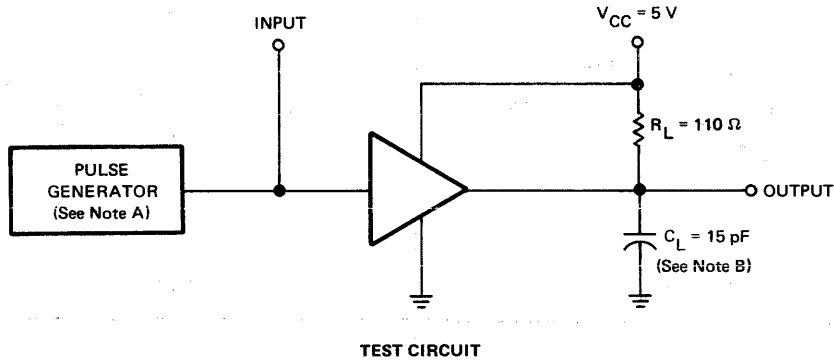 INPUT
V_CC = 5 V
R_L = 110 Ω
PULSE
GENERATOR
(See Note A)
OUTPUT
C_L = 15 pF
(See Note B)
TEST CIRCUIT